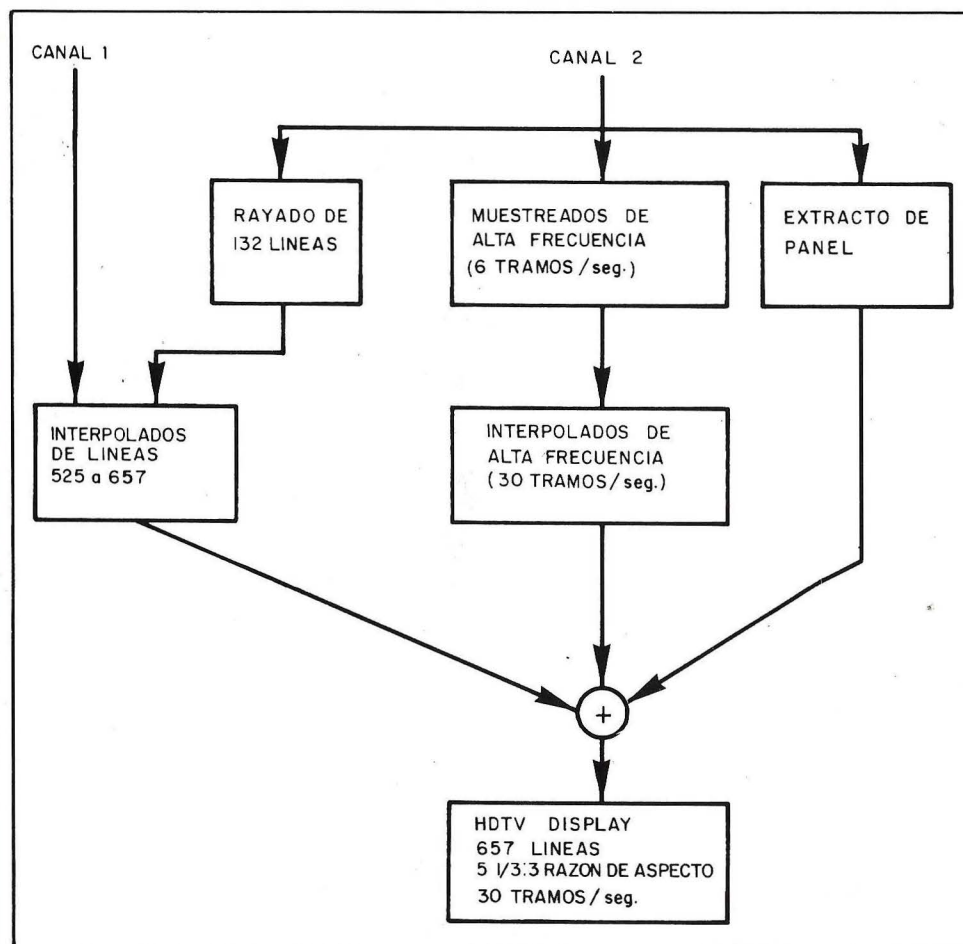 CANAL 1
CANAL 2
RAYADO DE
132 LINEAS
MUESTREADOS DE
ALTA FRECUENCIA
(6 TRAMOS/seg.)
EXTRACTO DE
PANEL
INTERPOLADOS
DE LINEAS
525 a 657
INTERPOLADOS DE
ALTA FRECUENCIA
(30 TRAMOS/seg.)
+
HDTV DISPLAY
657 LINEAS
5 1/3:3 RAZON DE ASPECTO
30 TRAMOS/seg.